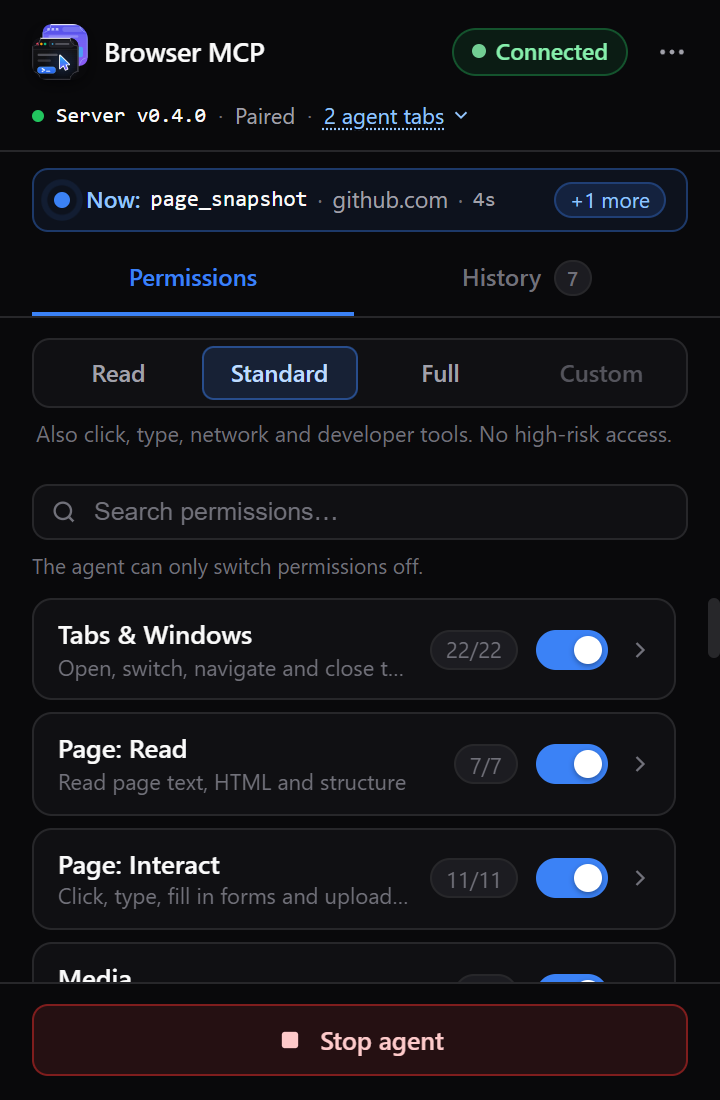 Browser MCP
Connected
Server v0.4.0 · Paired · 2 agent tabs
Now: page_snapshot · github.com · 4s
+1 more
Permissions
History 7
Read
Standard
Full
Custom
Also click, type, network and developer tools. No high-risk access.
Search permissions…
The agent can only switch permissions off.
Tabs & Windows
22/22
Open, switch, navigate and close t…
Page: Read
7/7
Read page text, HTML and structure
Page: Interact
11/11
Click, type, fill in forms and upload…
Media
Stop agent